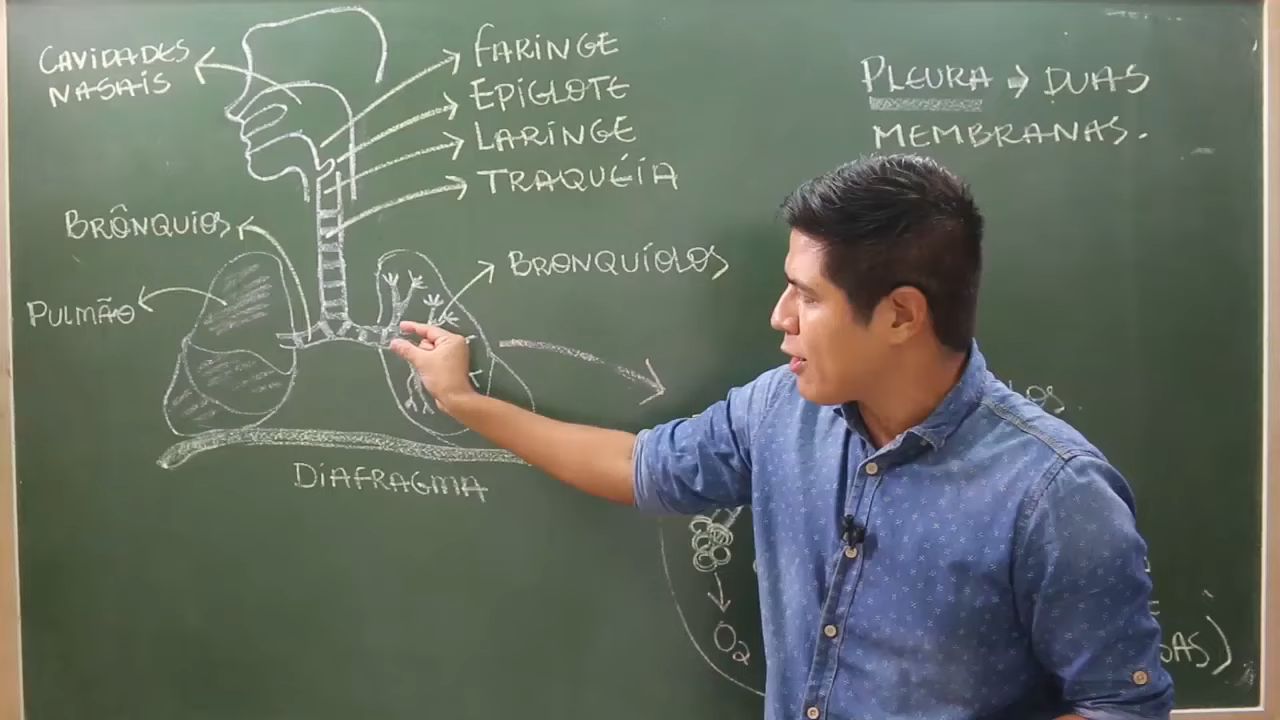 CAVIDADES
NASAIS
FARINGE
EPIGLOTE
LARINGE
TRAQUÉIA
BRÔNQUIOS
PULMÃO
BRONQUÍOLOS
DIAFRAGMA
PLEURA → DUAS
MEMBRANAS.
O2